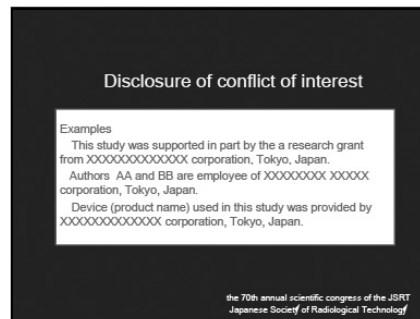 Disclosure of conflict of interest
Examples
This study was supported in part by the a research grant
from XXXXXXXXXXXXX corporation, Tokyo, Japan.
Authors AA and BB are employee of XXXXXXXX XXXXX
corporation, Tokyo, Japan.
Device (product name) used in this study was provided by
XXXXXXXXXXXXX corporation, Tokyo, Japan.
the 70th annual scientific congress of the JSRT
Japanese Society of Radiological Technology